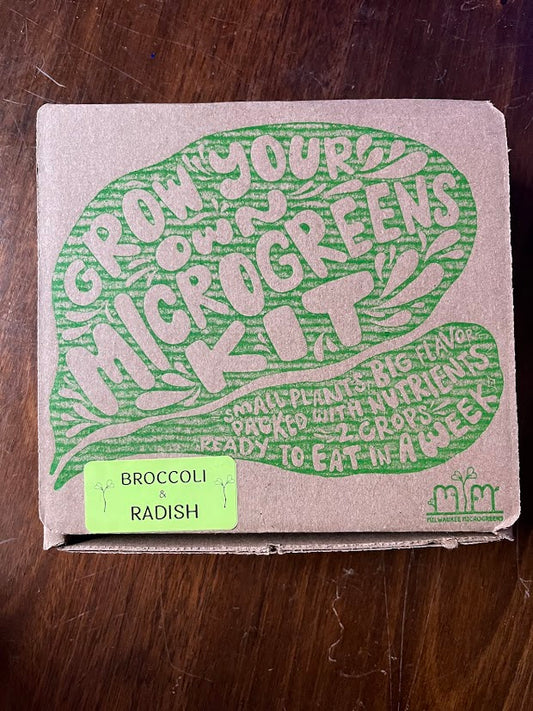 GROW YOUR
OWN
MICROGREENS
KIT
SMALL PLANTS, BIG FLAVOR
PACKED WITH NUTRIENTS
2 CROPS
READY TO EAT IN A WEEK
BROCCOLI
&
RADISH
MM
MILWAUKEE MICROGREENS